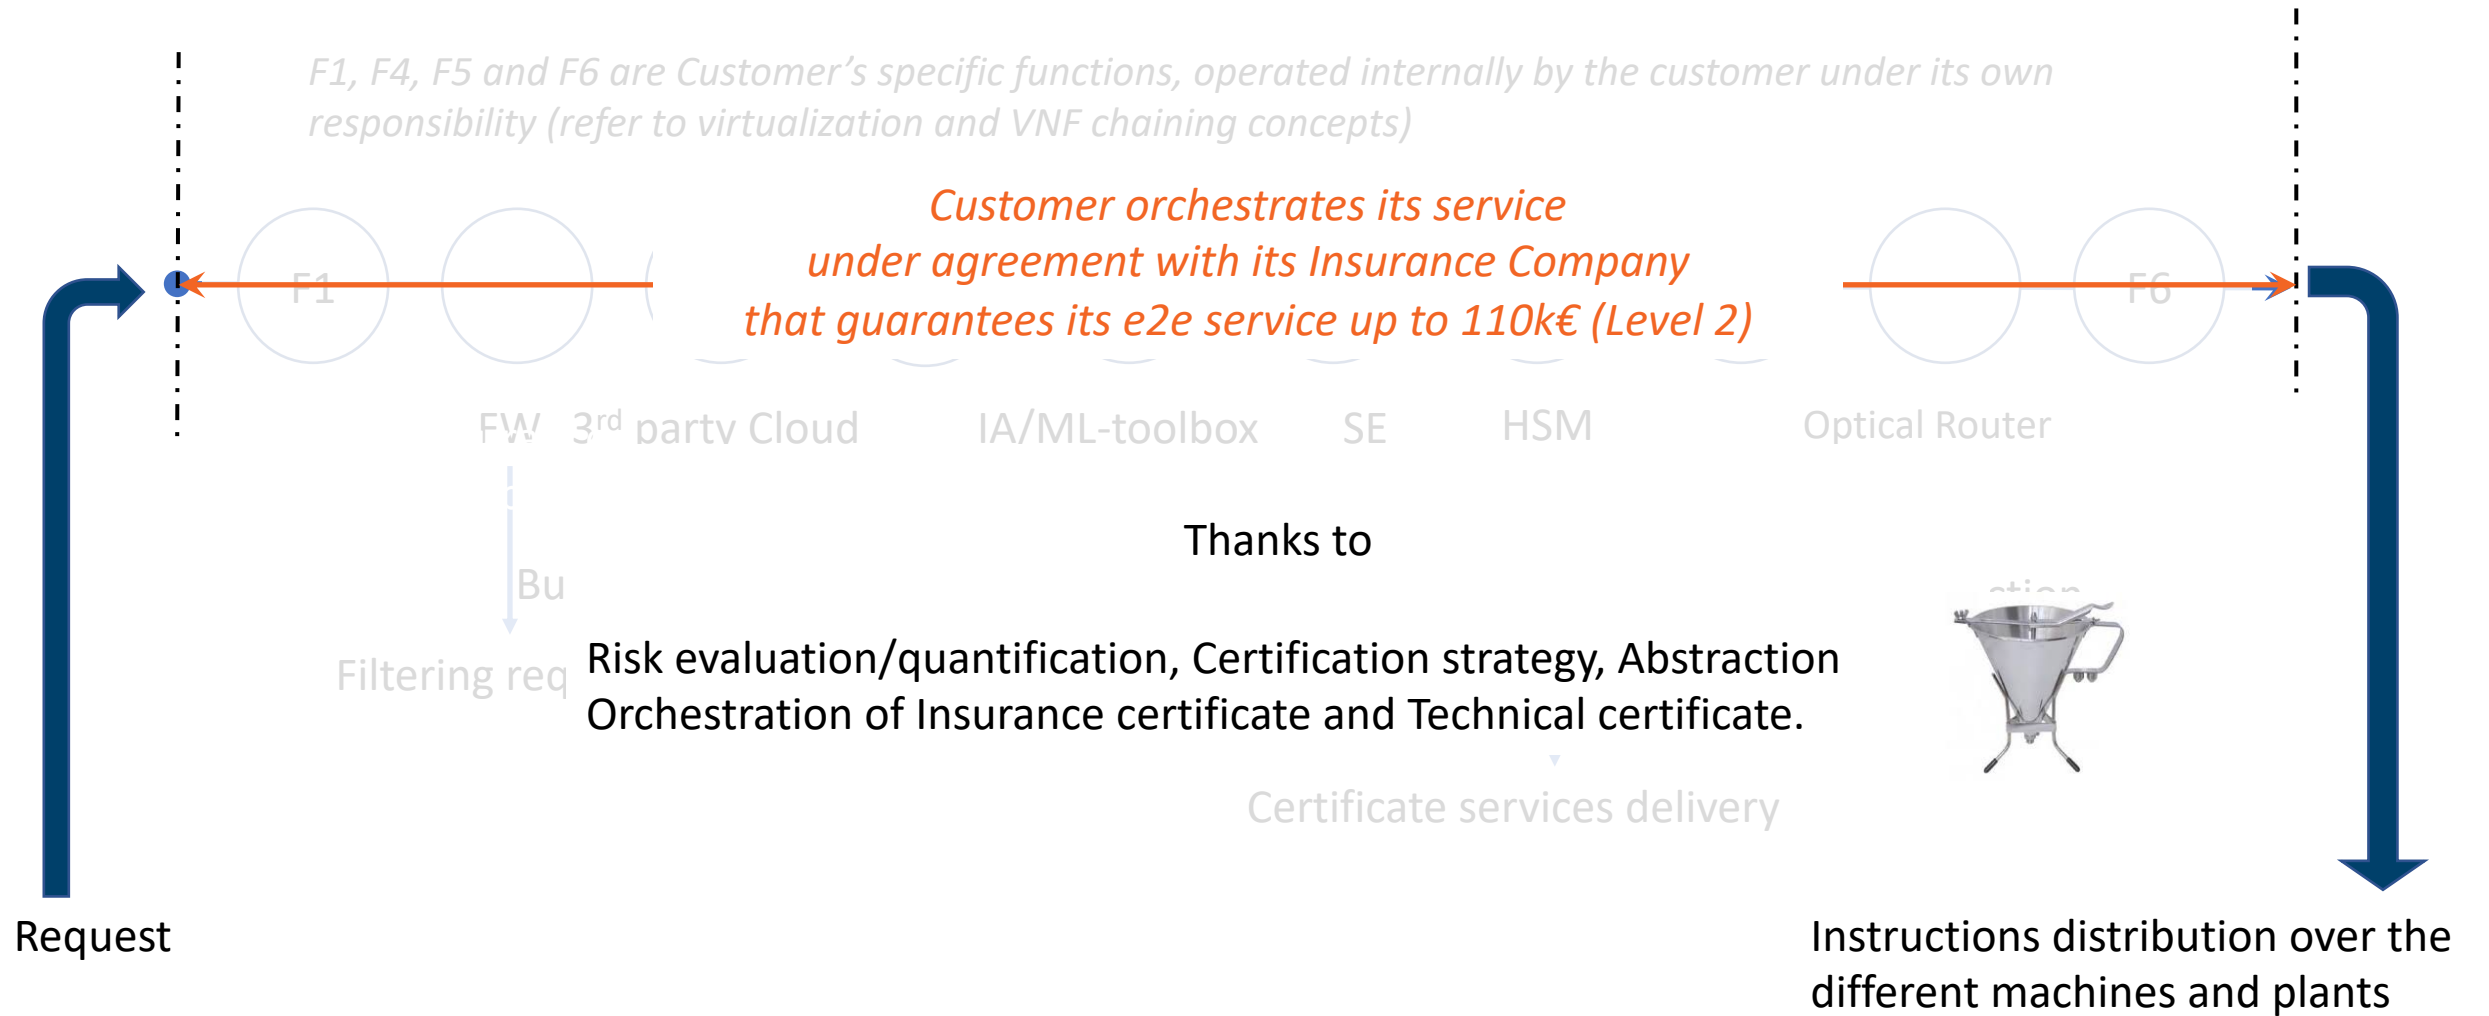 F1, F4, F5 and F6 are Customer's specific functions, operated internally by the customer under its own
responsibility (refer to virtualization and VNF chaining concepts)
Customer orchestrates its service
under agreement with its Insurance Company
that guarantees its e2e service up to 110k€ (Level 2)
F1
F6
FW 3rd party Cloud IA/ML-toolbox SE HSM Optical Router
Thanks to
Risk evaluation/quantification, Certification strategy, Abstraction
Filtering
Orchestration of Insurance certificate and Technical certificate.
Certificate services delivery
Request
Instructions distribution over the
different machines and plants